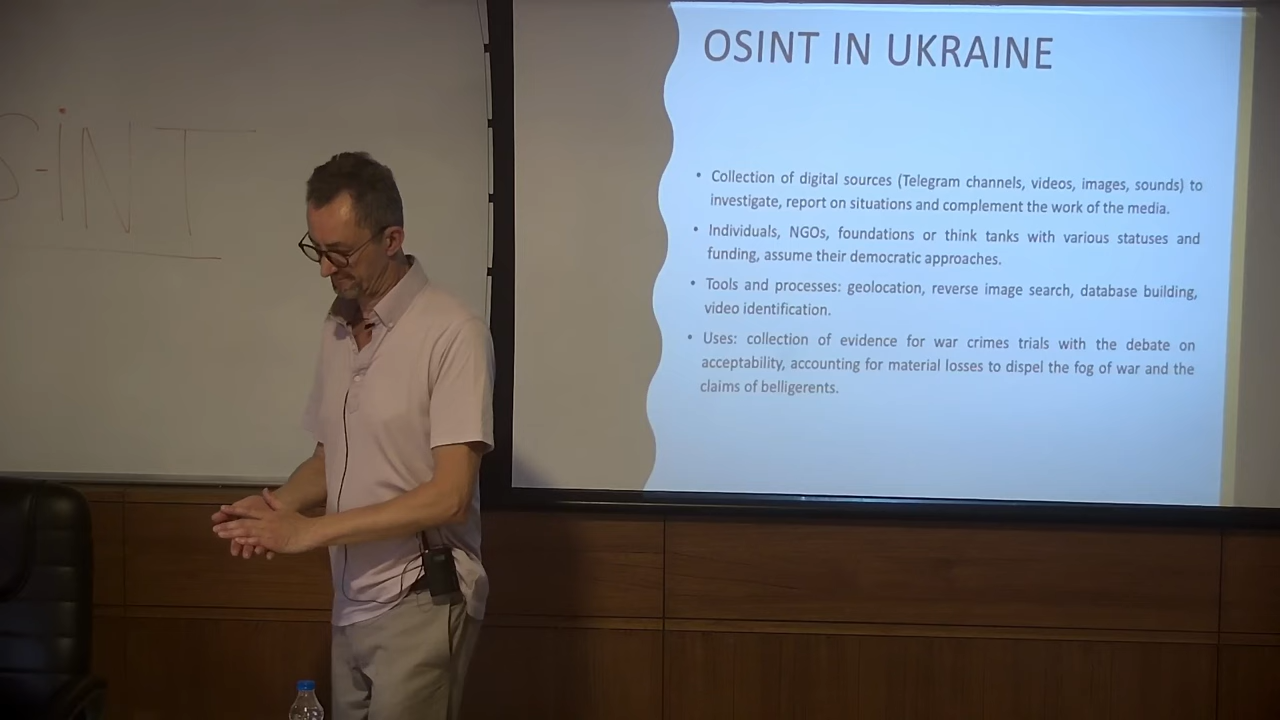 S-iNT
OSINT IN UKRAINE
• Collection of digital sources (Telegram channels, videos, images, sounds) to
investigate, report on situations and complement the work of the media.
• Individuals, NGOs, foundations or think tanks with various statuses and
funding, assume their democratic approaches.
• Tools and processes: geolocation, reverse image search, database building,
video identification.
• Uses: collection of evidence for war crimes trials with the debate on
acceptability, accounting for material losses to dispel the fog of war and the
claims of belligerents.